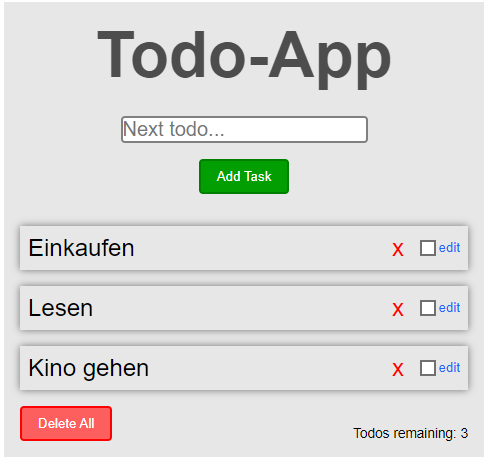 Todo-App
Next todo...
Add Task
Einkaufen x edit
Lesen x edit
Kino gehen x edit
Delete All
Todos remaining: 3